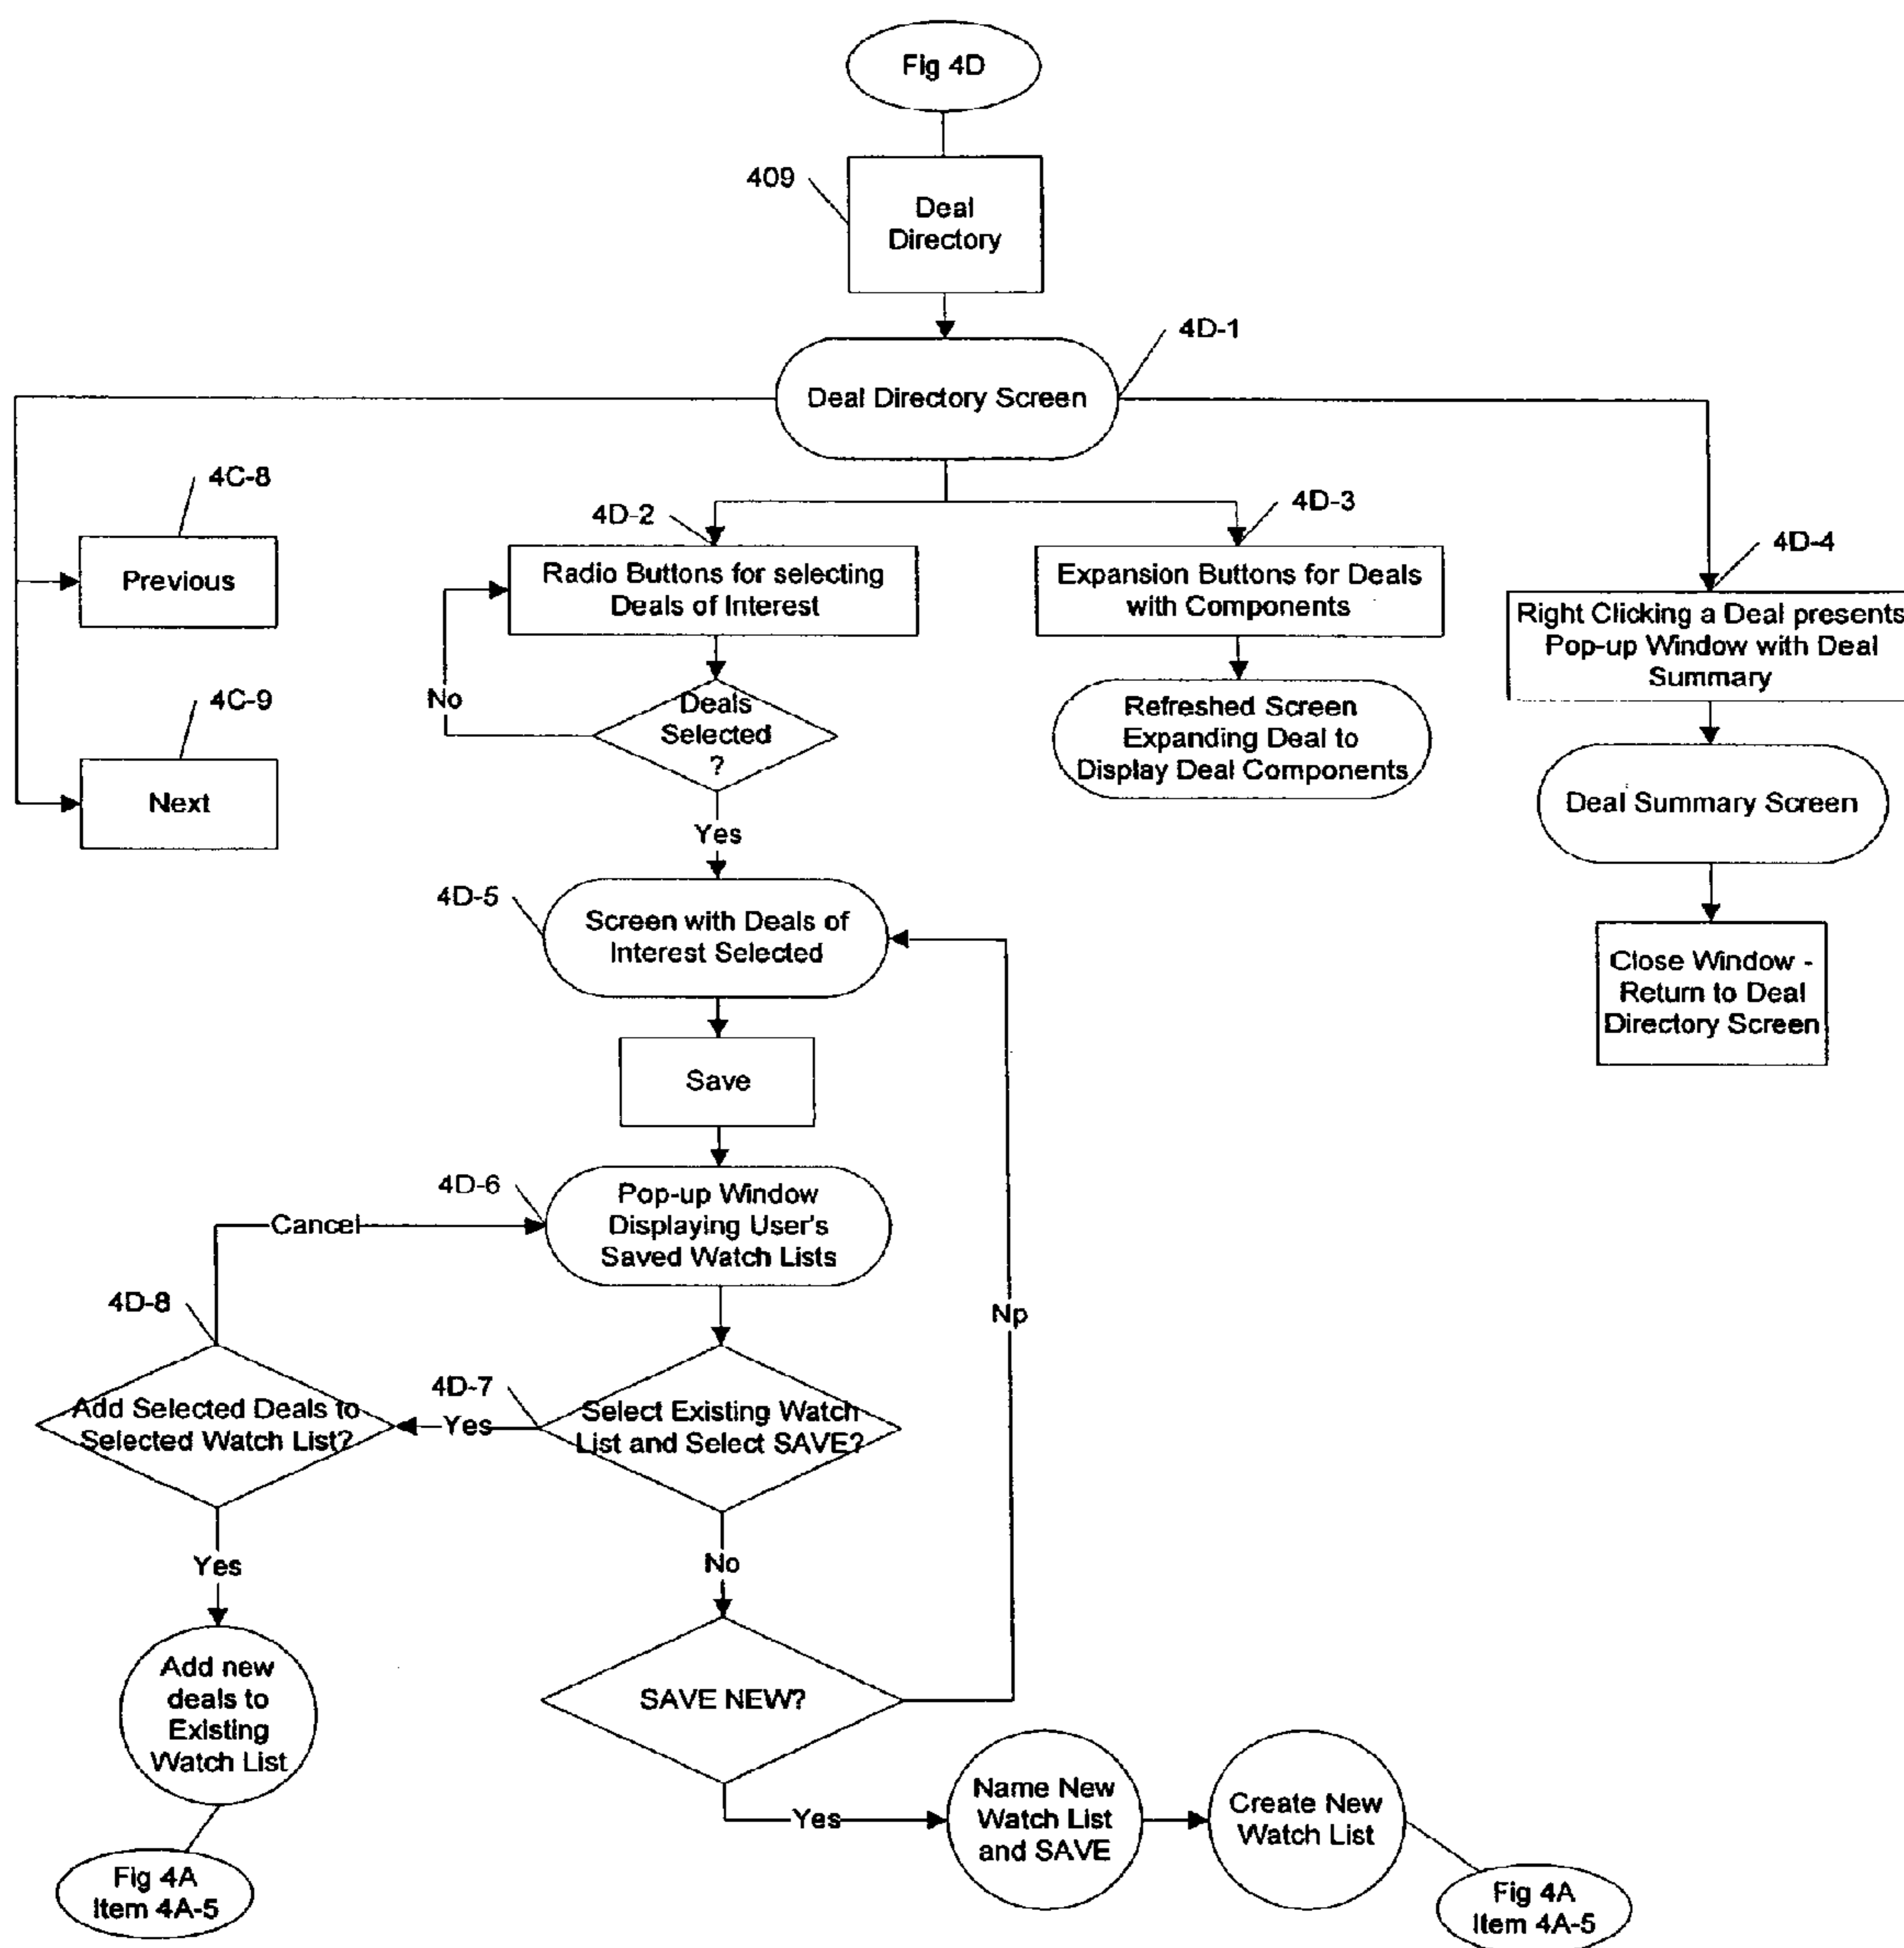 Fig 4D
409
Deal
Directory
4D-1
Deal Directory Screen
4C-8
Previous
4C-9
Next
4D-2
Radio Buttons for selecting
Deals of Interest
4D-3
Expansion Buttons for Deals
with Components
4D-4
Right Clicking a Deal presents
Pop-up Window with Deal
Summary
No
Deals
Selected
?
Refreshed Screen
Expanding Deal to
Display Deal Components
Deal Summary Screen
Yes
4D-5
Screen with Deals of
Interest Selected
Close Window -
Return to Deal
Directory Screen
Save
4D-6
Pop-up Window
Displaying User's
Saved Watch Lists
Cancel
4D-8
Np
4D-7
Add Selected Deals to
Selected Watch List?
Yes
Select Existing Watch
List and Select SAVE?
Yes
No
Add new
deals to
Existing
Watch List
SAVE NEW?
Yes
Name New
Watch List
and SAVE
Create New
Watch List
Fig 4A
Item 4A-5
Fig 4A
Item 4A-5